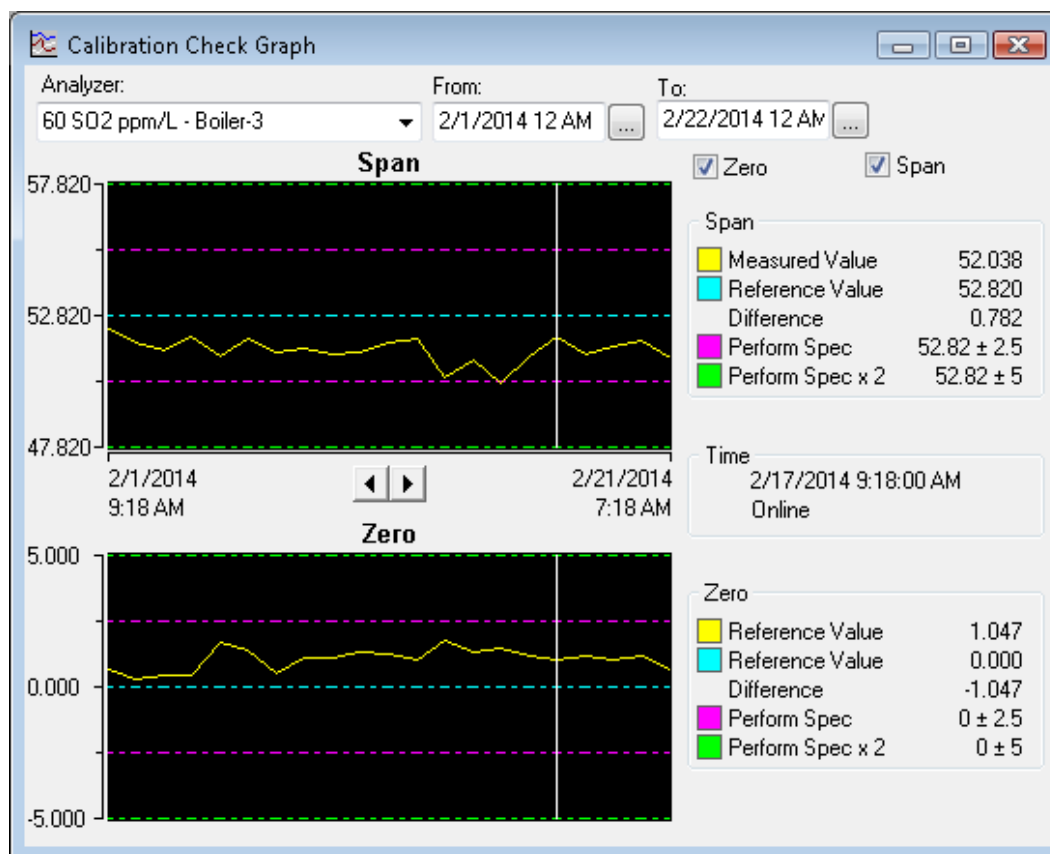 Calibration Check Graph
Analyzer:
From:
To:
60 SO2 ppm/L - Boiler-3
2/1/2014 12 AM
...
2/22/2014 12 AM
...
Span
Zero
Span
57.820
52.820
47.820
2/1/2014
9:18 AM
2/21/2014
7:18 AM
Span
Measured Value 52.038
Reference Value 52.820
Difference 0.782
Perform Spec 52.82 ± 2.5
Perform Spec x 2 52.82 ± 5
Time
2/17/2014 9:18:00 AM
Online
Zero
5.000
0.000
-5.000
Zero
Reference Value 1.047
Reference Value 0.000
Difference -1.047
Perform Spec 0 ± 2.5
Perform Spec x 2 0 ± 5